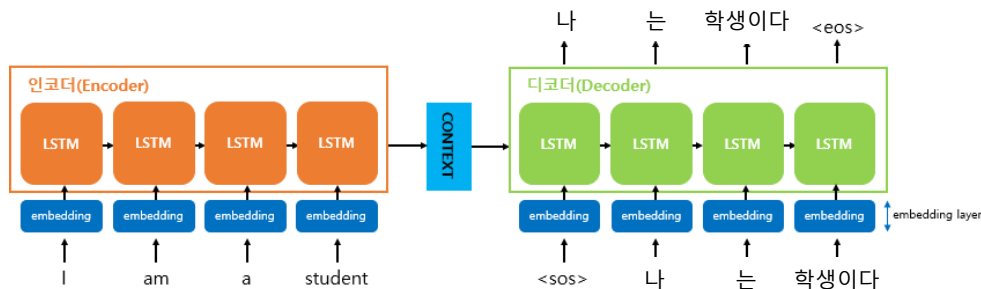 나 는 학생이다 <eos>
인코더(Encoder)
디코더(Decoder)
LSTM LSTM LSTM LSTM
CONTEXT
LSTM LSTM LSTM LSTM
embedding embedding embedding embedding
embedding embedding embedding embedding
embedding layer
I am a student
<sos> 나 는 학생이다